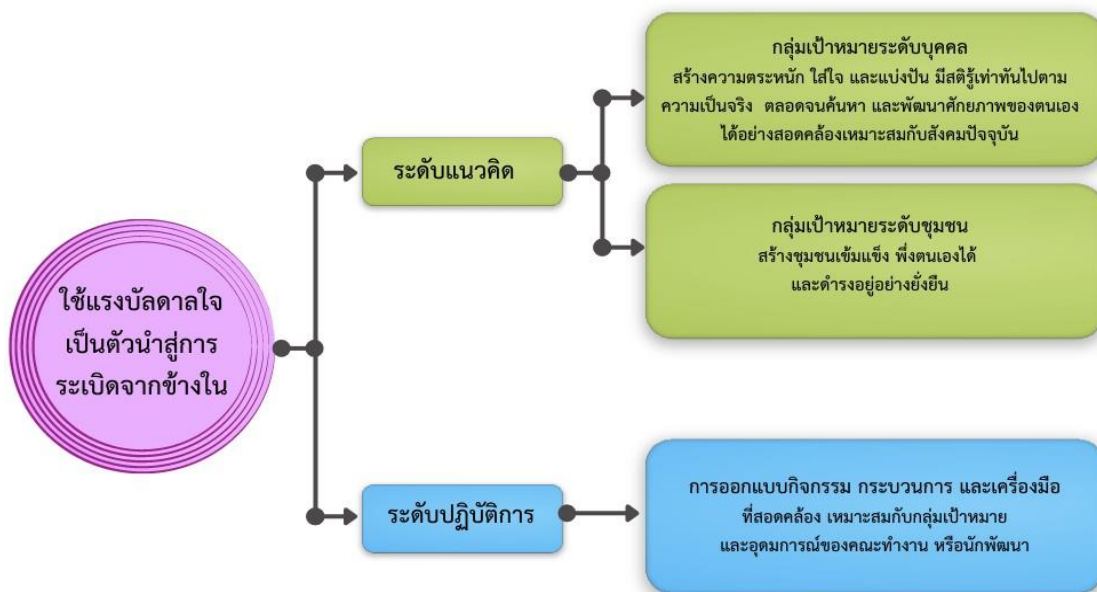 ใช้แรงบัลดาลใจ
เป็นตัวนำสู่การ
ระเบิดจากข้างใน
ระดับแนวคิด
กลุ่มเป้าหมายระดับบุคคล
สร้างความตระหนัก ใส่ใจ และแบ่งปัน มีสติรู้เท่าทันไปตาม
ความเป็นจริง ตลอดจนค้นหา และพัฒนาศักยภาพของตนเอง
ได้อย่างสอดคล้องเหมาะสมกับสังคมปัจจุบัน
กลุ่มเป้าหมายระดับชุมชน
สร้างชุมชนเข้มแข็ง พึ่งตนเองได้
และดำรงอยู่อย่างยั่งยืน
ระดับปฏิบัติการ
การออกแบบกิจกรรม กระบวนการ และเครื่องมือ
ที่สอดคล้อง เหมาะสมกับกลุ่มเป้าหมาย
และอุดมการณ์ของคณะทำงาน หรือนักพัฒนา